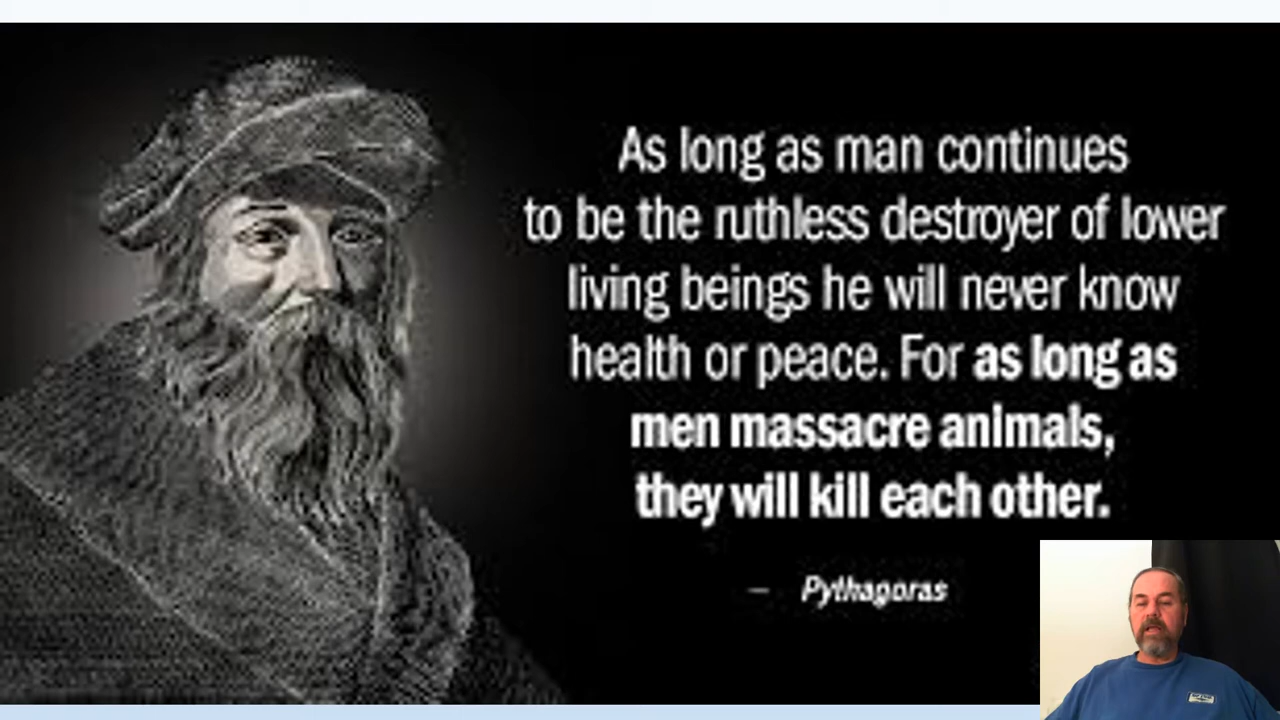 As long as man continues
to be the ruthless destroyer of lower
living beings he will never know
health or peace. For as long as
men massacre animals,
they will kill each other.
— Pythagoras